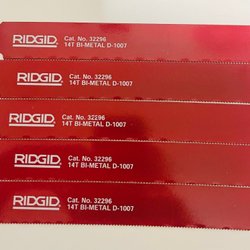 RIDGID
Cat. No. 32296
14T BI-METAL D-1007
RIDGID
Cat. No. 32296
14T BI-METAL D-1007
RIDGID
Cat. No. 32296
14T BI-METAL D-1007
RIDGID
Cat. No. 32296
14T BI-METAL D-1007
RIDGID
Cat. No. 32296
14T BI-METAL D-1007